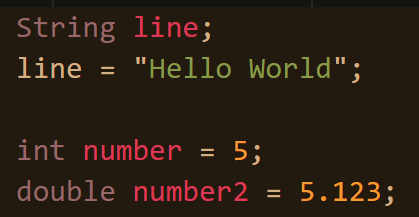 String line;
line = "Hello World";
int number = 5;
double number2 = 5.123;